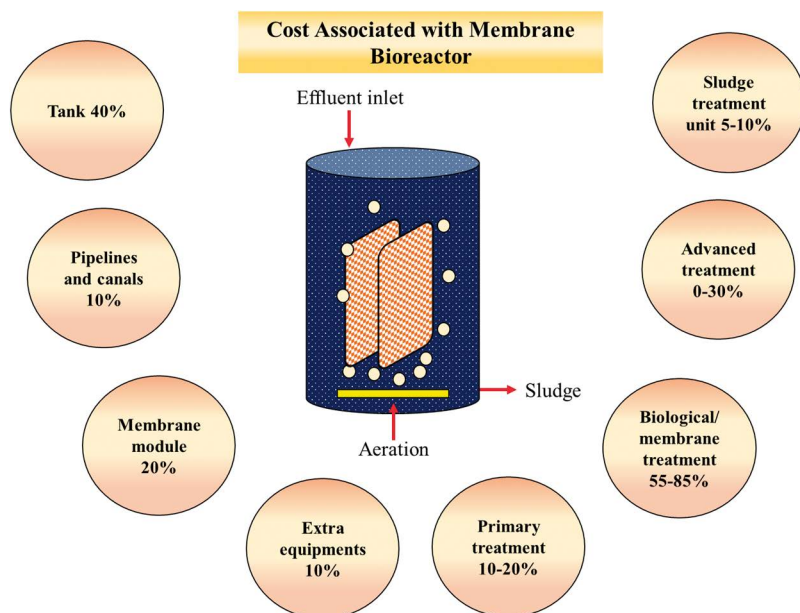 Cost Associated with Membrane
Bioreactor
Effluent inlet
Tank 40%
Sludge
treatment
unit 5-10%
Pipelines
and canals
10%
Advanced
treatment
0-30%
Membrane
module
20%
Sludge
Biological/
membrane
treatment
55-85%
Aeration
Extra
equipments
10%
Primary
treatment
10-20%